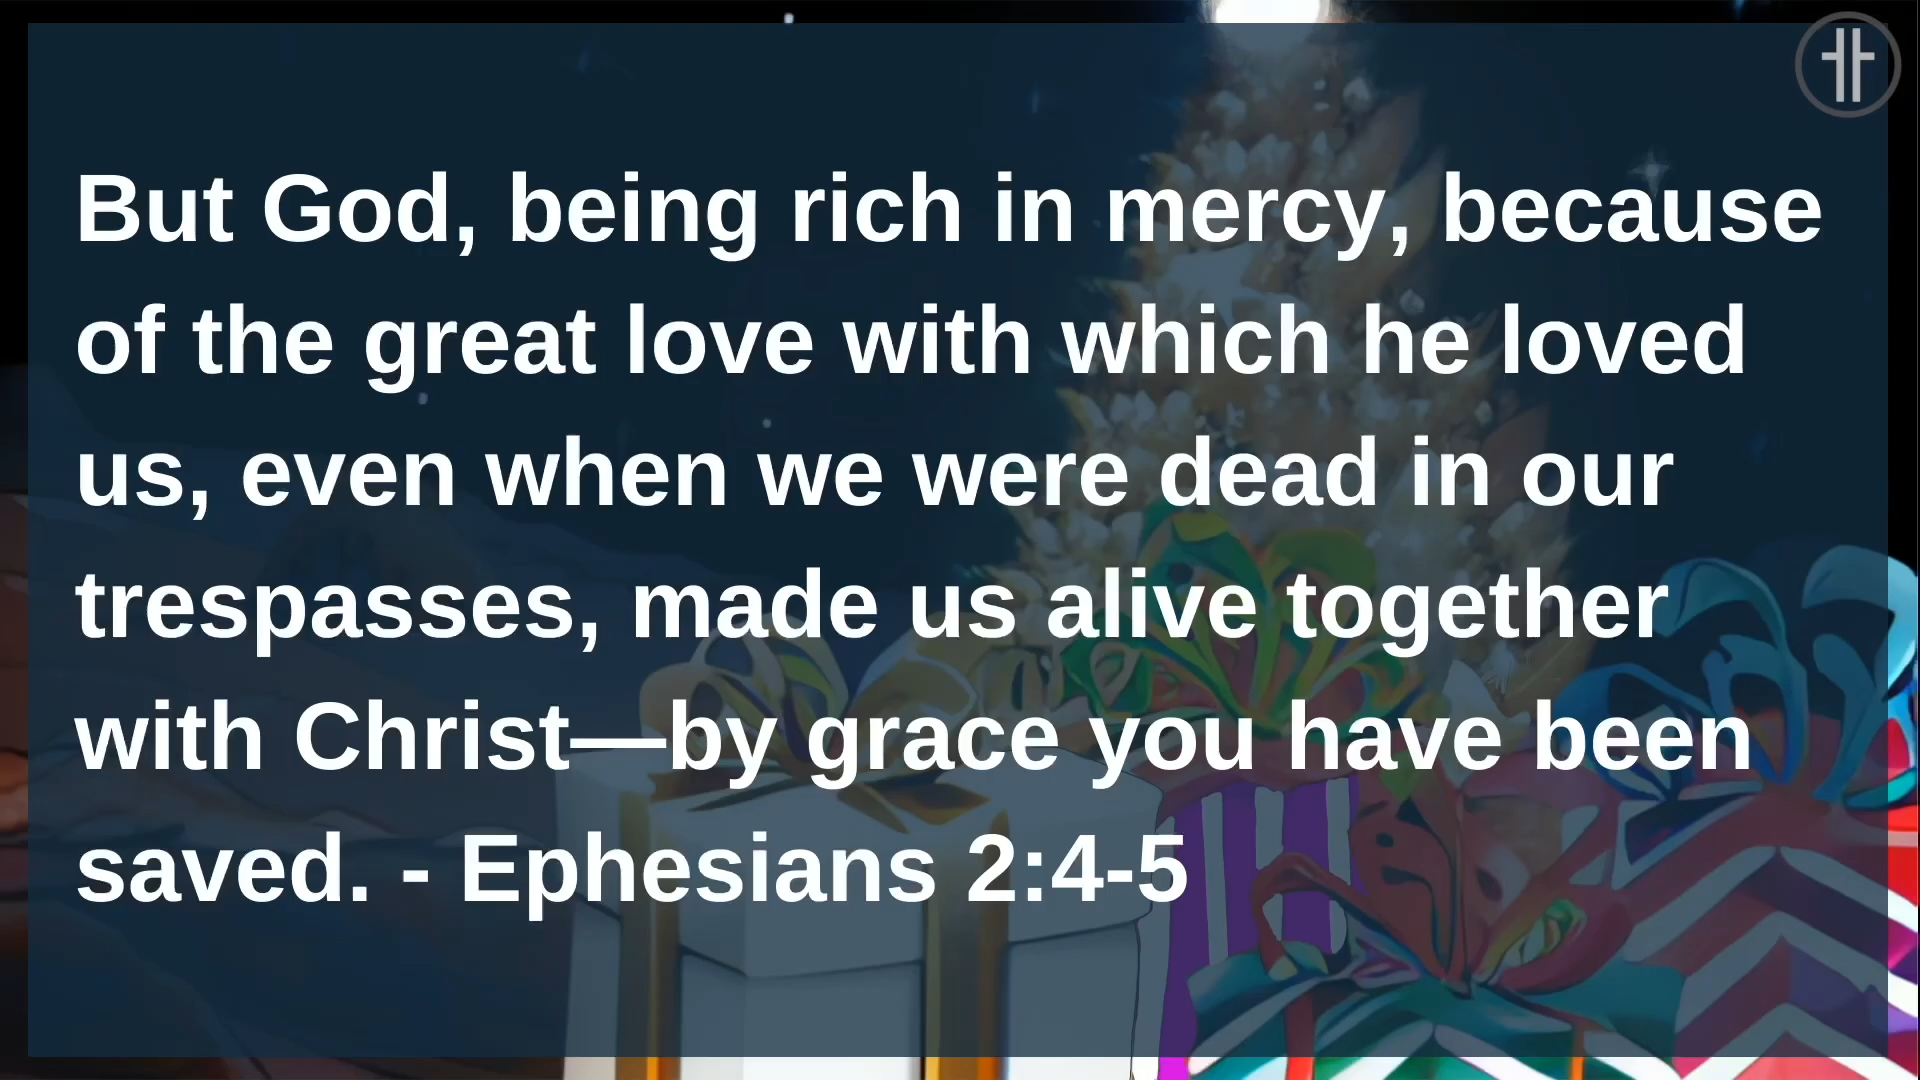 But God, being rich in mercy, because
of the great love with which he loved
us, even when we were dead in our
trespasses, made us alive together
with Christ—by grace you have been
saved. - Ephesians 2:4-5